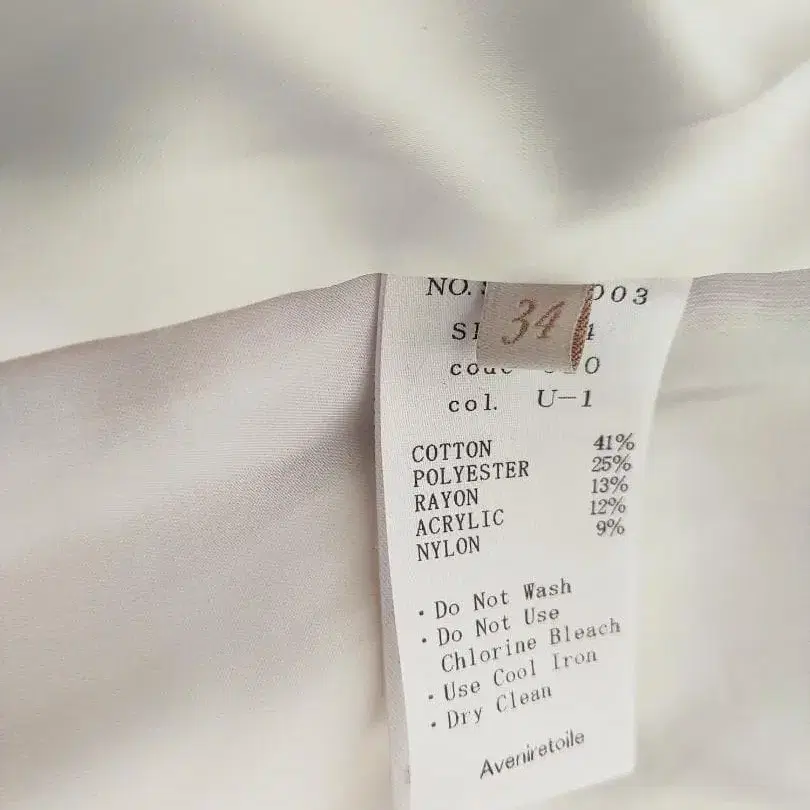 NO.
34
003
col. U-1
COTTON 41%
POLYESTER 25%
RAYON 13%
ACRYLIC 12%
NYLON 9%
・Do Not Wash
・Do Not Use
Chlorine Bleach
・Use Cool Iron
・Dry Clean
Aveniretoile